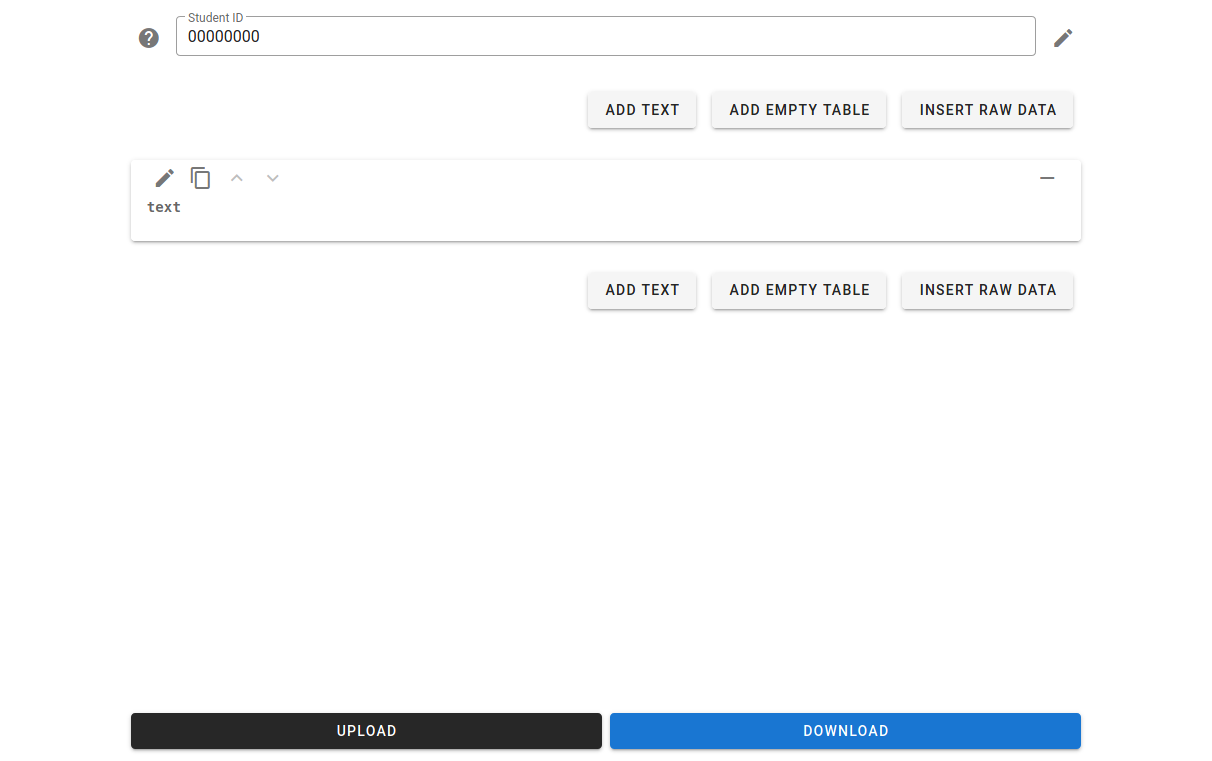 Student ID
00000000
ADD TEXT ADD EMPTY TABLE INSERT RAW DATA
text
ADD TEXT ADD EMPTY TABLE INSERT RAW DATA
UPLOAD DOWNLOAD